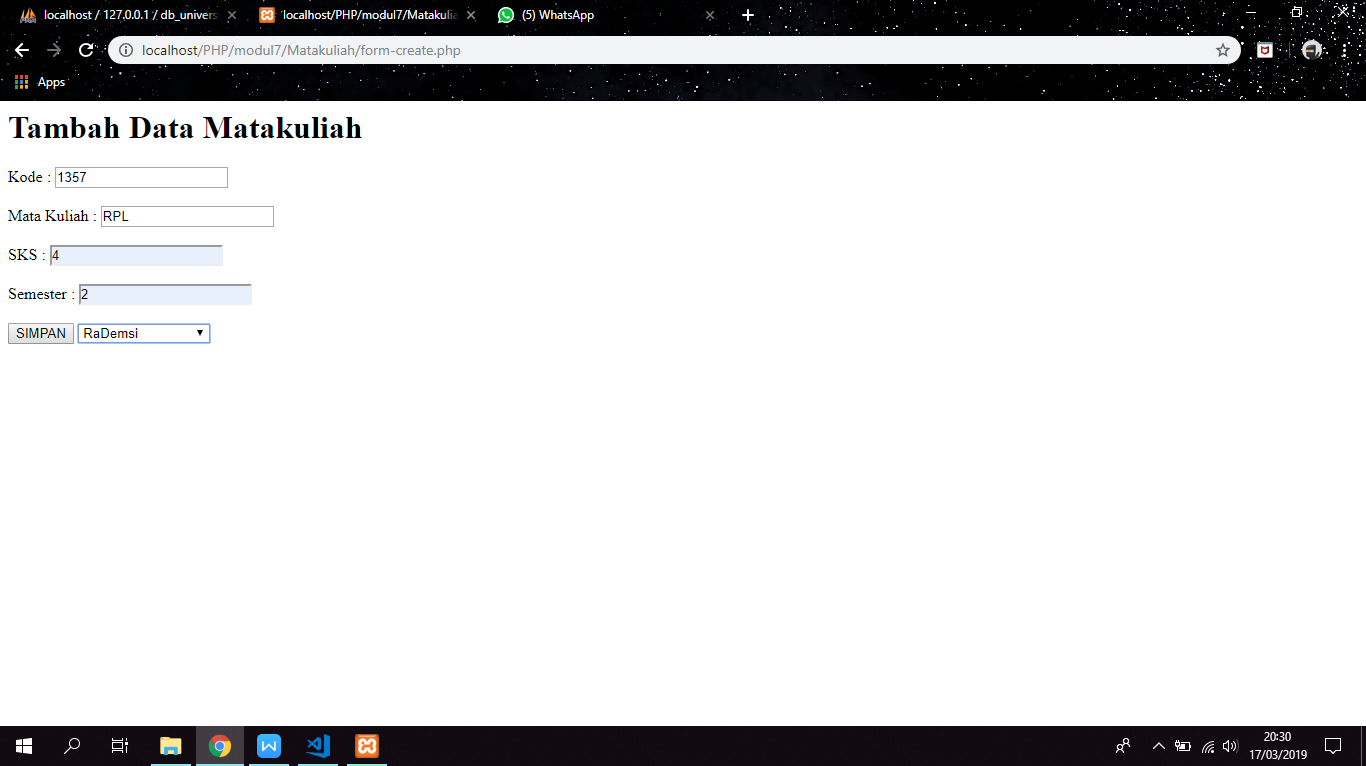 localhost / 127.0.0.1 / db_univers
localhost/PHP/modul7/Matakulia
(5) WhatsApp
localhost/PHP/modul7/Matakuliah/form-create.php
Apps
Tambah Data Matakuliah
Kode : 1357
Mata Kuliah : RPL
SKS : 4
Semester : 2
SIMPAN RaDemsi
20:30
17/03/2019